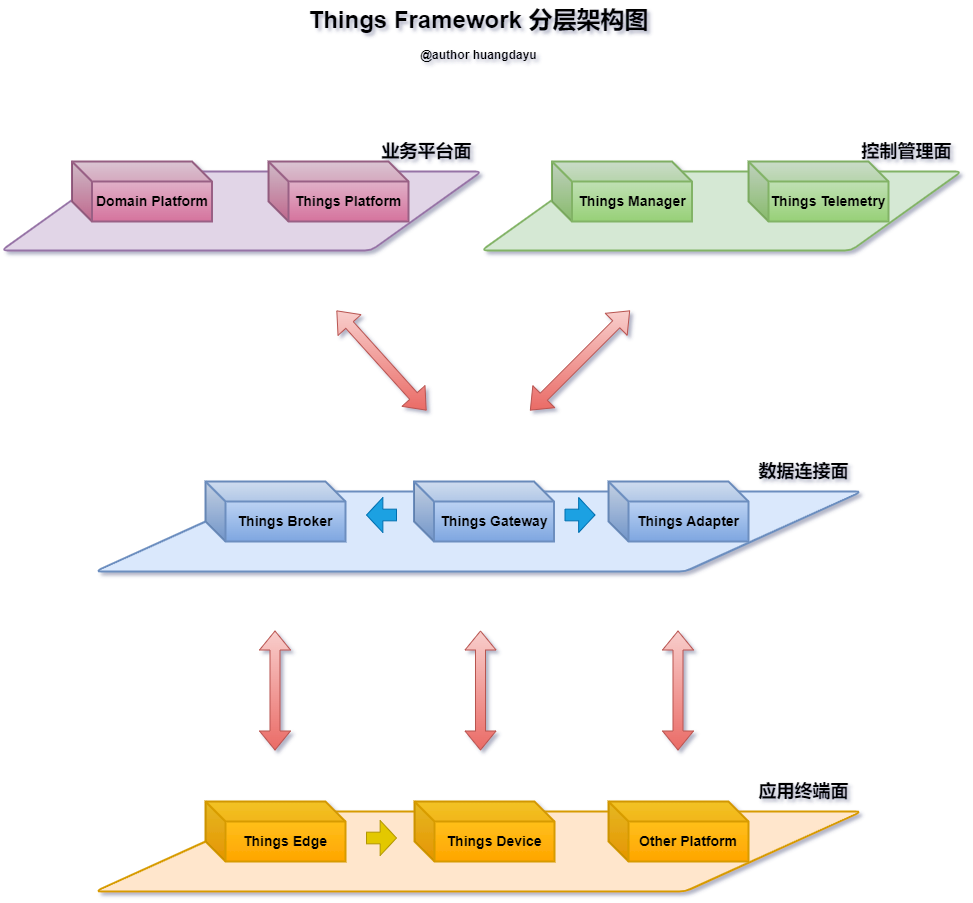 Things Framework 分层架构图
@author huangdayu
业务平台面
Domain Platform
Things Platform
控制管理面
Things Manager
Things Telemetry
数据连接面
Things Broker
Things Gateway
Things Adapter
应用终端面
Things Edge
Things Device
Other Platform